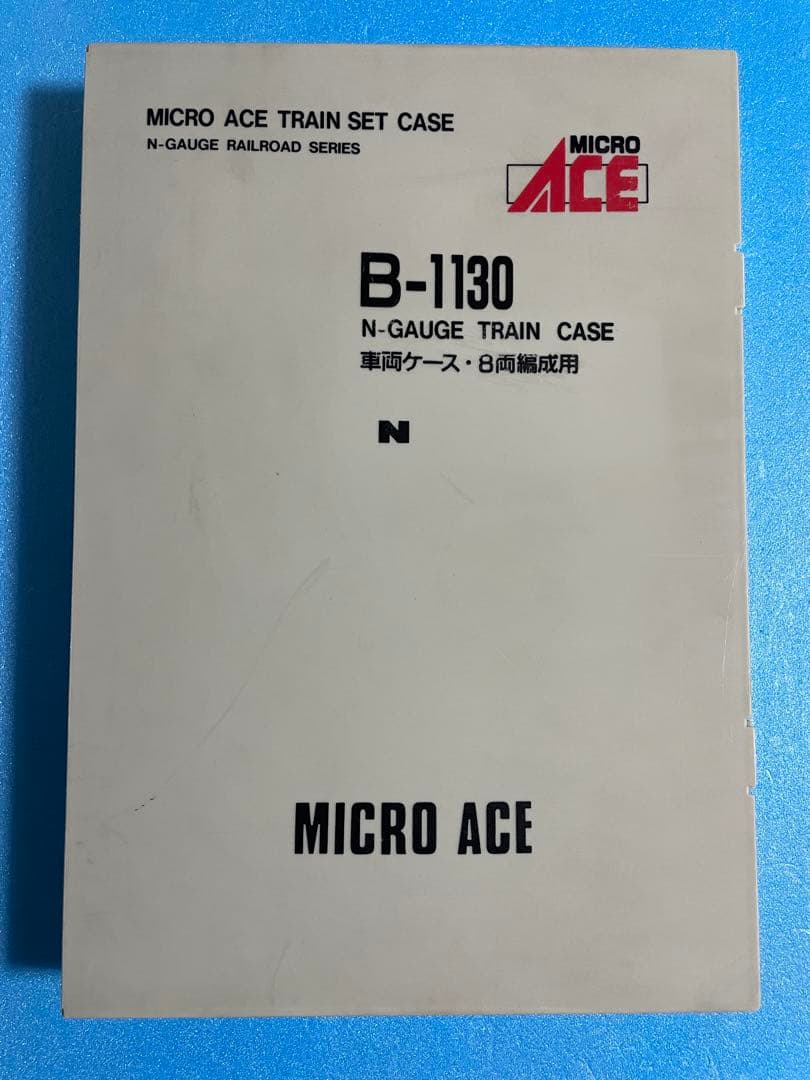 MICRO ACE TRAIN SET CASE
N-GAUGE RAILROAD SERIES
MICRO
ACE
B-1130
N-GAUGE TRAIN CASE
車両ケース・8両編成用
N
MICRO ACE